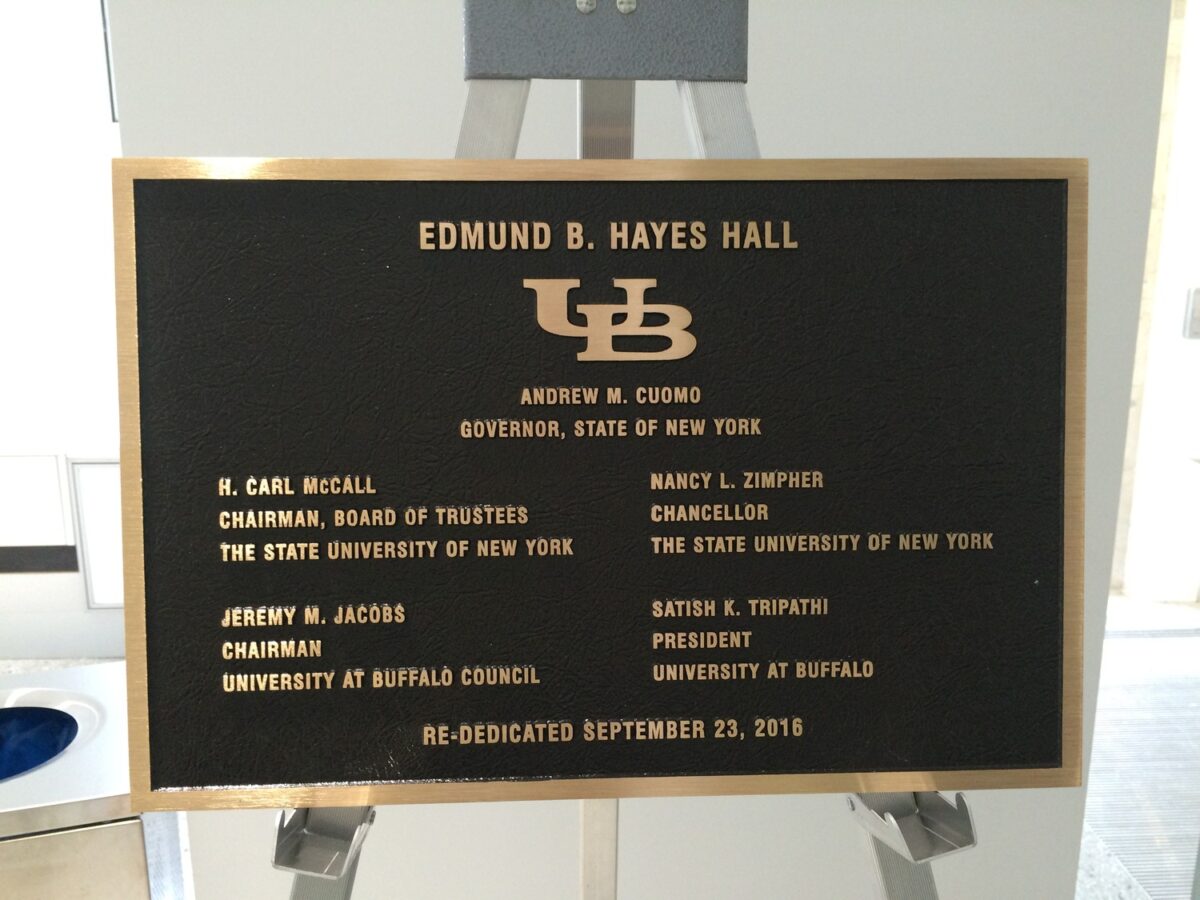 EDMUND B. HAYES HALL
UB
ANDREW M. CUOMO
GOVERNOR, STATE OF NEW YORK
H. CARL McCALL
CHAIRMAN, BOARD OF TRUSTEES
THE STATE UNIVERSITY OF NEW YORK
NANCY L. ZIMPHER
CHANCELLOR
THE STATE UNIVERSITY OF NEW YORK
JEREMY M. JACOBS
CHAIRMAN
UNIVERSITY AT BUFFALO COUNCIL
SATISH K. TRIPATHI
PRESIDENT
UNIVERSITY AT BUFFALO
RE-DEDICATED SEPTEMBER 23, 2016